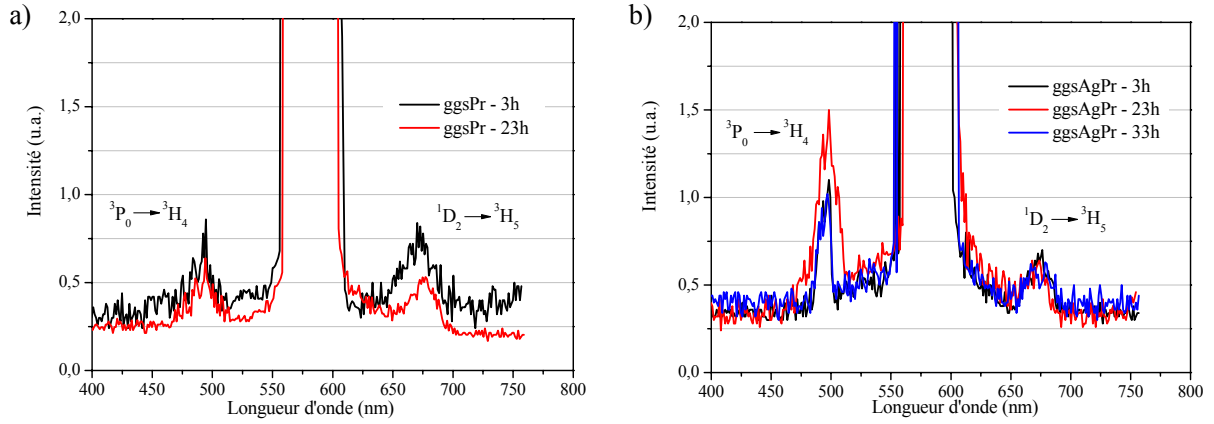 a)
2,0
1,5
1,0
0,5
0,0
Intensité (u.a.)
ggsPr - 3h
ggsPr - 23h
³P₀ → ³H₄
¹D₂ → ³H₅
400 450 500 550 600 650 700 750 800
Longueur d'onde (nm)
b)
2,0
1,5
1,0
0,5
0,0
Intensité (u.a.)
ggsAgPr - 3h
ggsAgPr - 23h
ggsAgPr - 33h
³P₀ → ³H₄
¹D₂ → ³H₅
400 450 500 550 600 650 700 750 800
Longueur d'onde (nm)